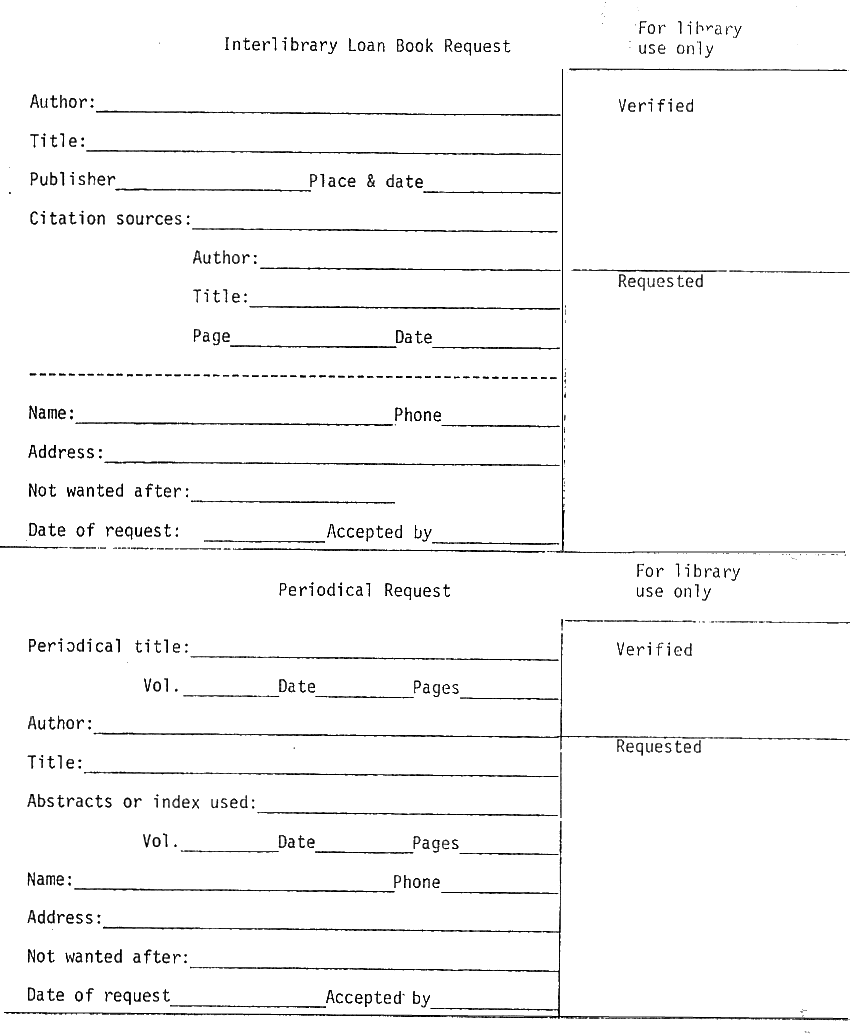 Interlibrary Loan Book Request
For library
use only
Author:
Verified
Title:
Publisher Place & date
Citation sources:
Author:
Requested
Title:
Page Date
Name: Phone
Address:
Not wanted after:
Date of request: Accepted by
Periodical Request
For library
use only
Periodical title:
Verified
Vol. Date Pages
Author:
Requested
Title:
Abstracts or index used:
Vol. Date Pages
Name: Phone
Address:
Not wanted after:
Date of request Accepted by